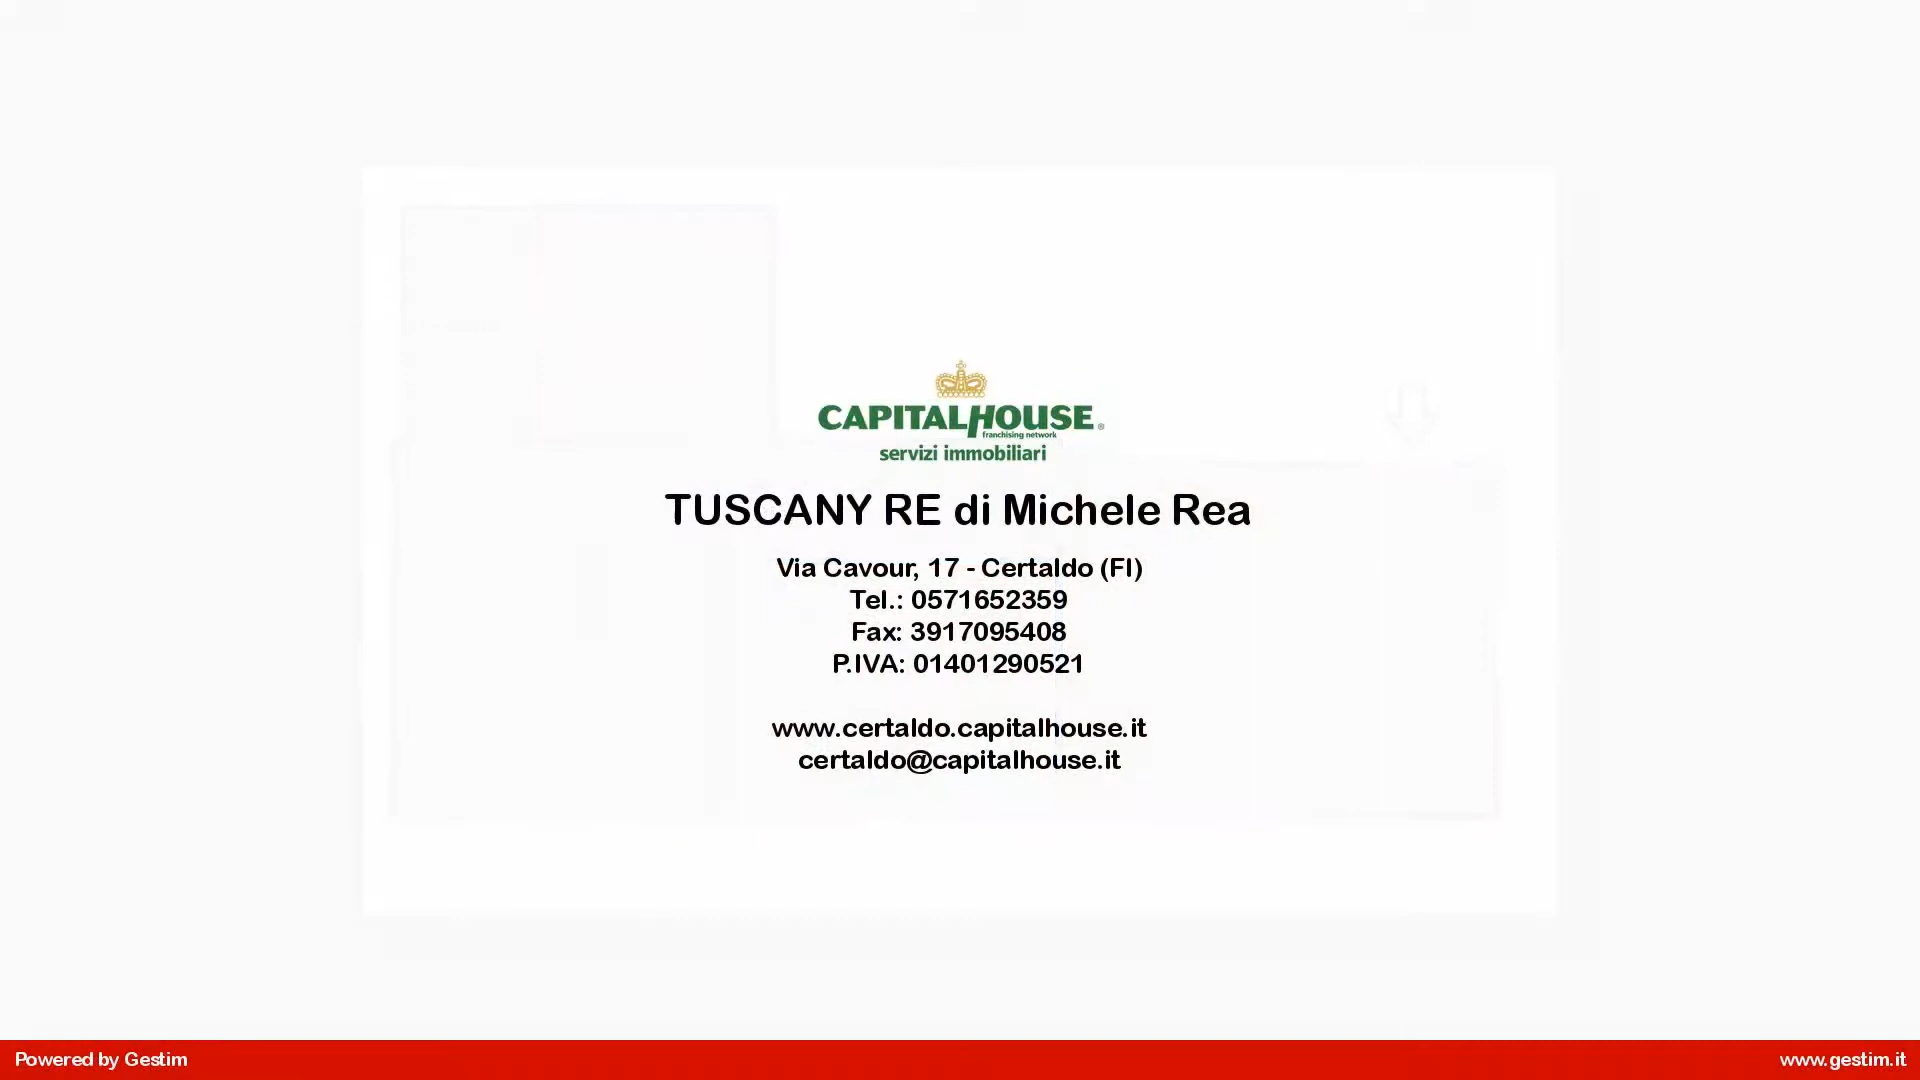 CAPITALHOUSE®
franchising network
servizi immobiliari
TUSCANY RE di Michele Rea
Via Cavour, 17 - Certaldo (FI)
Tel.: 0571652359
Fax: 3917095408
P.IVA: 01401290521
www.certaldo.capitalhouse.it
certaldo@capitalhouse.it
Powered by Gestim
www.gestim.it